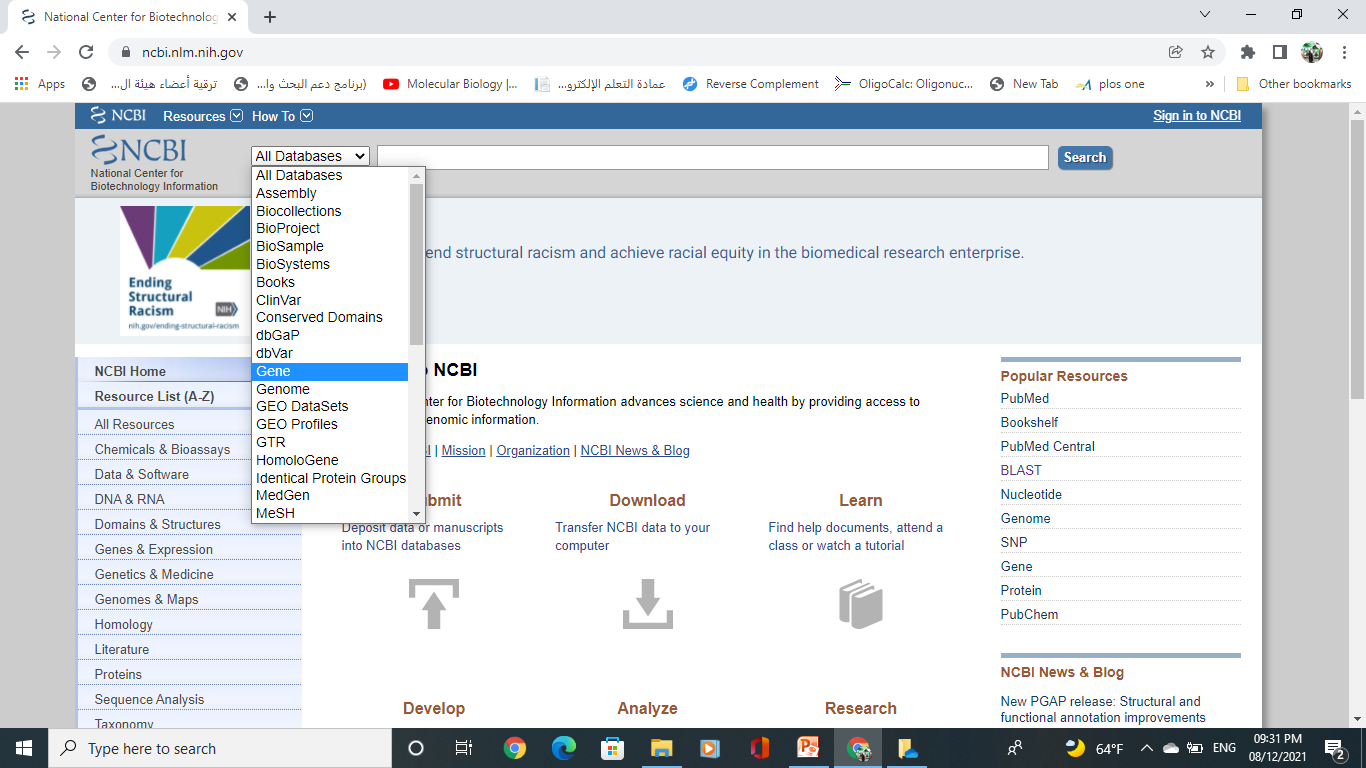 National Center for Biotechnolog
ncbi.nlm.nih.gov
Apps
ترقية أعضاء هيئة ال...
(برنامج دعم البحث وا...
Molecular Biology |...
عمادة التعلم الإلكترو...
Reverse Complement
OligoCalc: Oligonuc...
New Tab
plos one
»
Other bookmarks
NCBI
Resources
How To
Sign in to NCBI
NCBI
National Center for
Biotechnology Information
All Databases
Search
All Databases
Assembly
Biocollections
BioProject
BioSample
BioSystems
Books
ClinVar
Conserved Domains
dbGaP
dbVar
Gene
Genome
GEO DataSets
GEO Profiles
GTR
HomoloGene
Identical Protein Groups
MedGen
MeSH
Ending
Structural
Racism
NIH
nih.gov/ending-structural-racism
end structural racism and achieve racial equity in the biomedical research enterprise.
NCBI Home
Resource List (A-Z)
All Resources
Chemicals & Bioassays
Data & Software
DNA & RNA
Domains & Structures
Genes & Expression
Genetics & Medicine
Genomes & Maps
Homology
Literature
Proteins
Sequence Analysis
Taxonomy
NCBI
nter for Biotechnology Information advances science and health by providing access to
enomic information.
| Mission | Organization | NCBI News & Blog
bmit
Deposit data or manuscripts
into NCBI databases
Download
Transfer NCBI data to your
computer
Learn
Find help documents, attend a
class or watch a tutorial
Develop
Analyze
Research
Popular Resources
PubMed
Bookshelf
PubMed Central
BLAST
Nucleotide
Genome
SNP
Gene
Protein
PubChem
NCBI News & Blog
New PGAP release: Structural and
functional annotation improvements
Type here to search
64°F
ENG
09:31 PM
08/12/2021
2